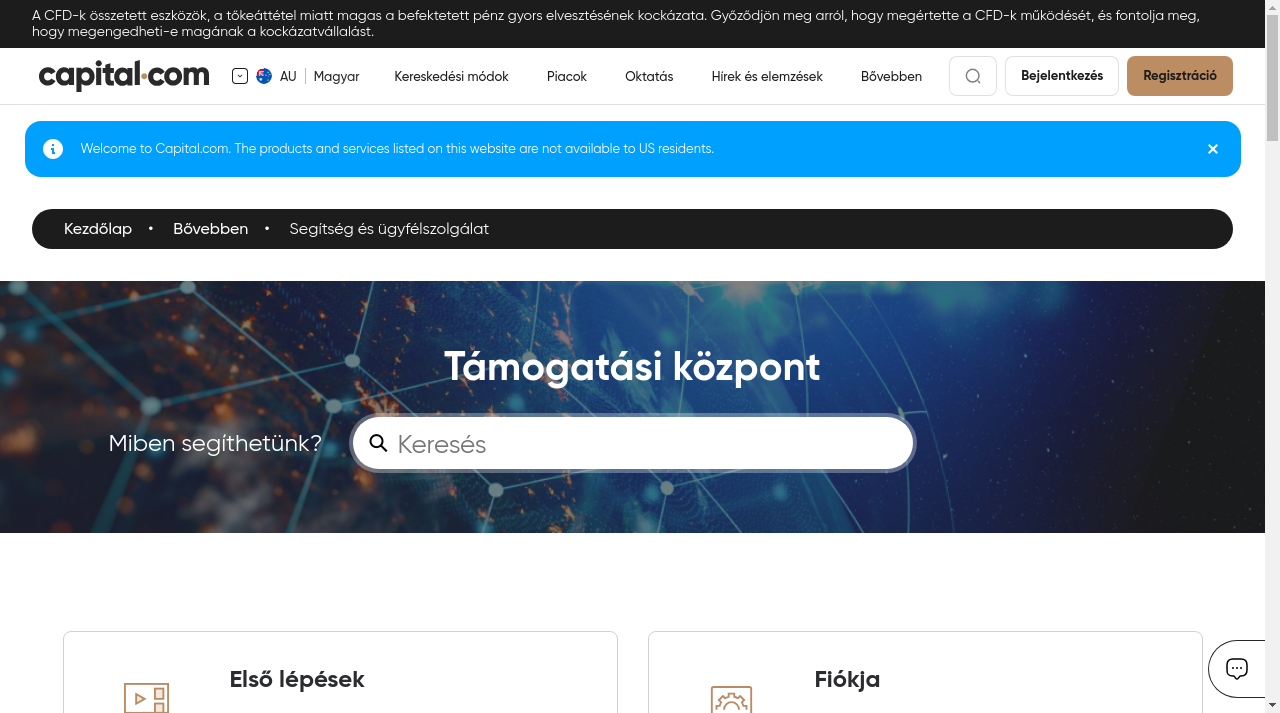 A CFD-k összetett eszközök, a tőkeáttétel miatt magas a befektetett pénz gyors elvesztésének kockázata. Győződjön meg arról, hogy megértette a CFD-k működését, és fontolja meg,
hogy megengedheti-e magának a kockázatvállalást.
capital.com AU Magyar Kereskedési módok Piacok Oktatás Hírek és elemzések Bővebben Bejelentkezés Regisztráció
Welcome to Capital.com. The products and services listed on this website are not available to US residents.
Kezdőlap • Bővebben • Segítség és ügyfélszolgálat
Támogatási központ
Miben segíthetünk? Keresés
Első lépések
Fiókja